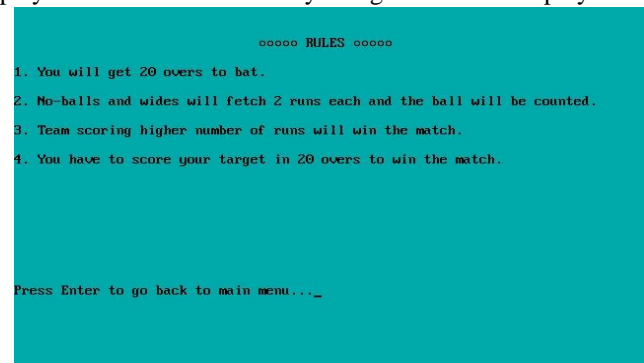 ooooo RULES ooooo
1. You will get 20 overs to bat.
2. No-balls and wides will fetch 2 runs each and the ball will be counted.
3. Team scoring higher number of runs will win the match.
4. You have to score your target in 20 overs to win the match.
Press Enter to go back to main menu..._